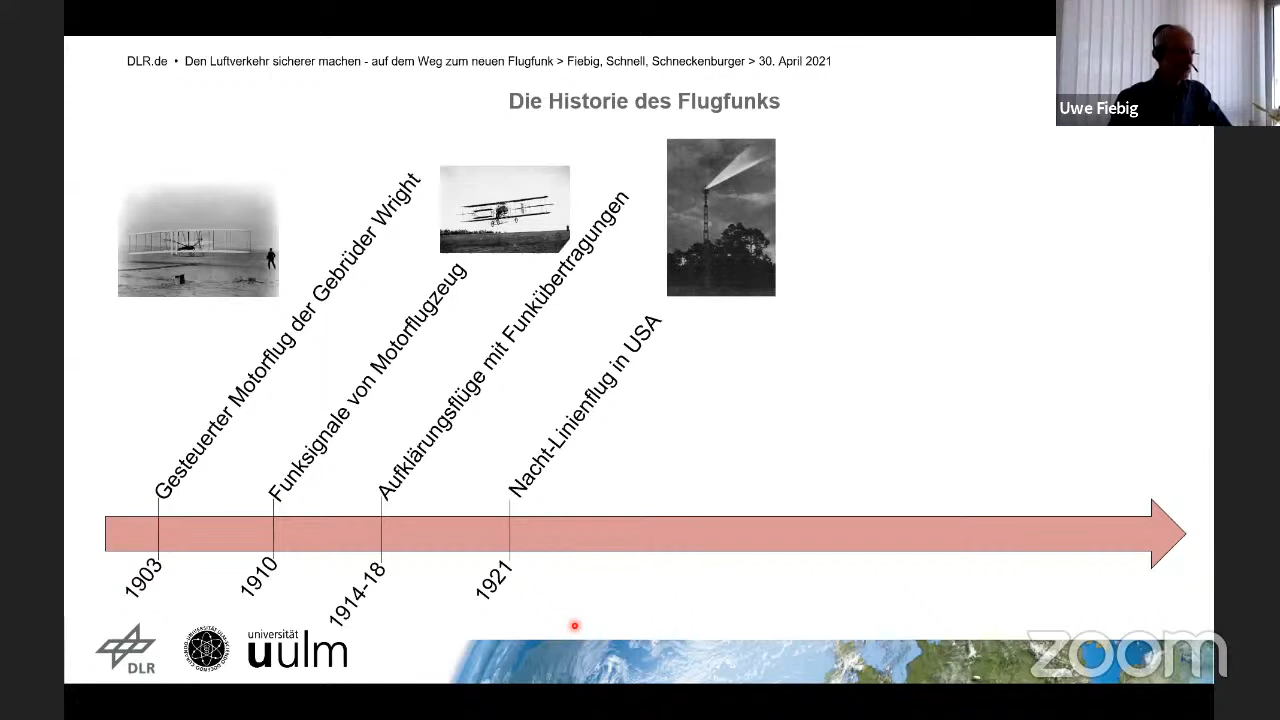 DLR.de • Den Luftverkehr sicherer machen - auf dem Weg zum neuen Flugfunk > Fiebig, Schnell, Schneckenburger > 30. April 2021
Die Historie des Flugfunks
Uwe Fiebig
Gesteuerter Motorflug der Gebrüder Wright
Funksignale von Motorflugzeug
Aufklärungsflüge mit Funkübertragungen
Nacht-Linienflug in USA
1903
1910
1914-18
1921
DLR
universität
uulm
zoom